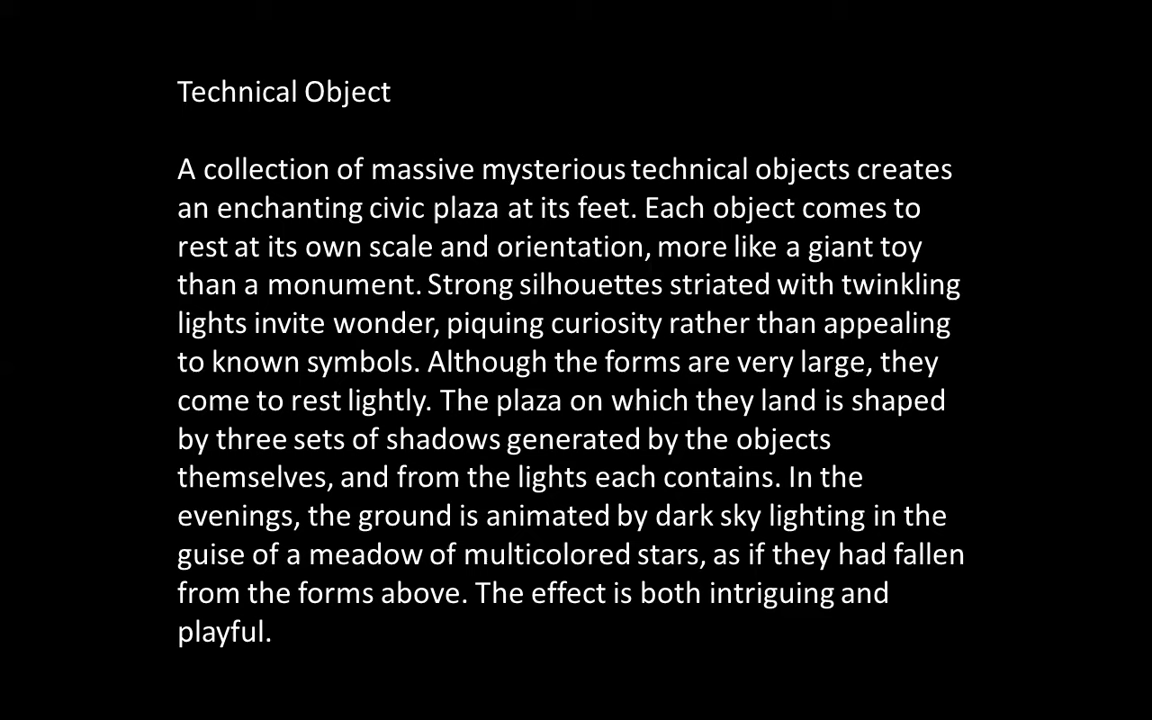 Technical Object
A collection of massive mysterious technical objects creates
an enchanting civic plaza at its feet. Each object comes to
rest at its own scale and orientation, more like a giant toy
than a monument. Strong silhouettes striated with twinkling
lights invite wonder, piquing curiosity rather than appealing
to known symbols. Although the forms are very large, they
come to rest lightly. The plaza on which they land is shaped
by three sets of shadows generated by the objects
themselves, and from the lights each contains. In the
evenings, the ground is animated by dark sky lighting in the
guise of a meadow of multicolored stars, as if they had fallen
from the forms above. The effect is both intriguing and
playful.